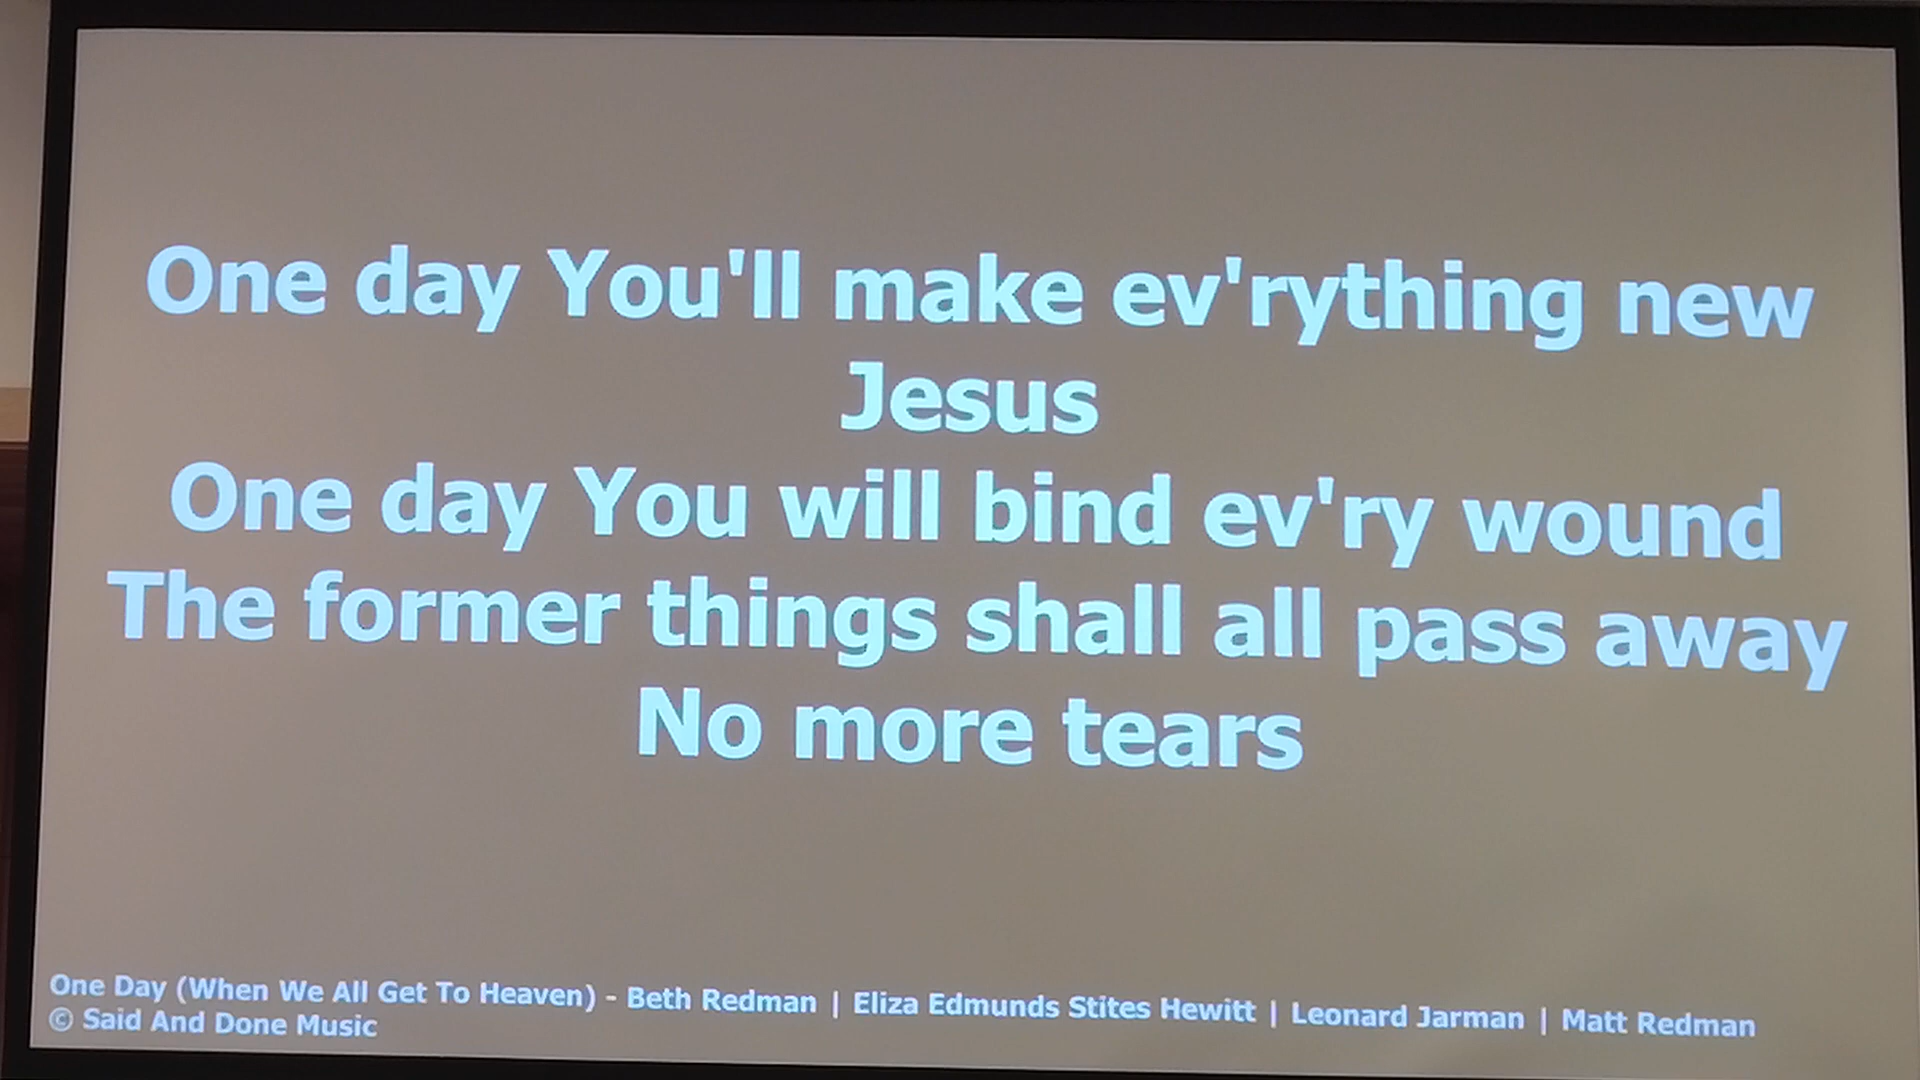 One day You'll make ev'rything new
Jesus
One day You will bind ev'ry wound
The former things shall all pass away
No more tears
One Day (When We All Get To Heaven) - Beth Redman | Eliza Edmunds Stites Hewitt | Leonard Jarman | Matt Redman
© Said And Done Music